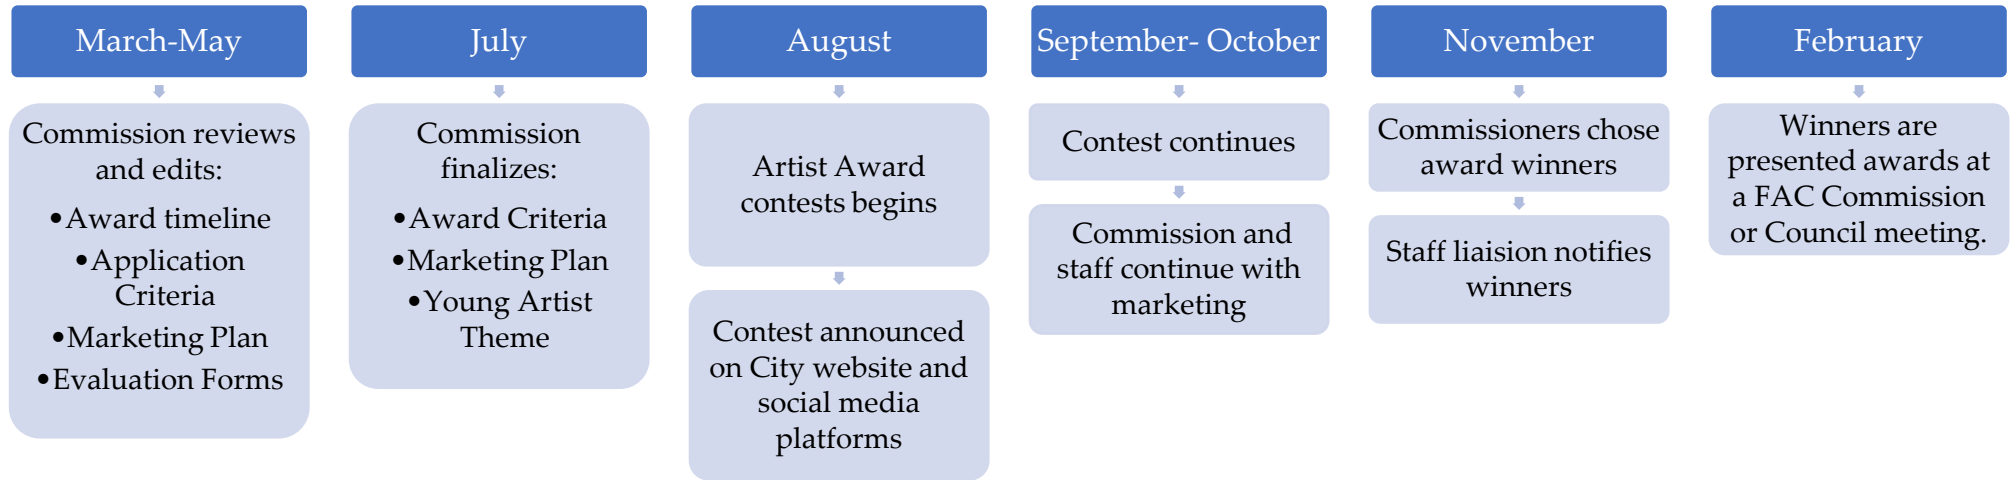 March-May
Commission reviews
and edits:
•Award timeline
•Application
Criteria
•Marketing Plan
•Evaluation Forms
July
Commission
finalizes:
•Award Criteria
•Marketing Plan
•Young Artist
Theme
August
Artist Award
contests begins
Contest announced
on City website and
social media
platforms
September- October
Contest continues
Commission and
staff continue with
marketing
November
Commissioners chose
award winners
Staff liaision notifies
winners
February
Winners are
presented awards at
a FAC Commission
or Council meeting.